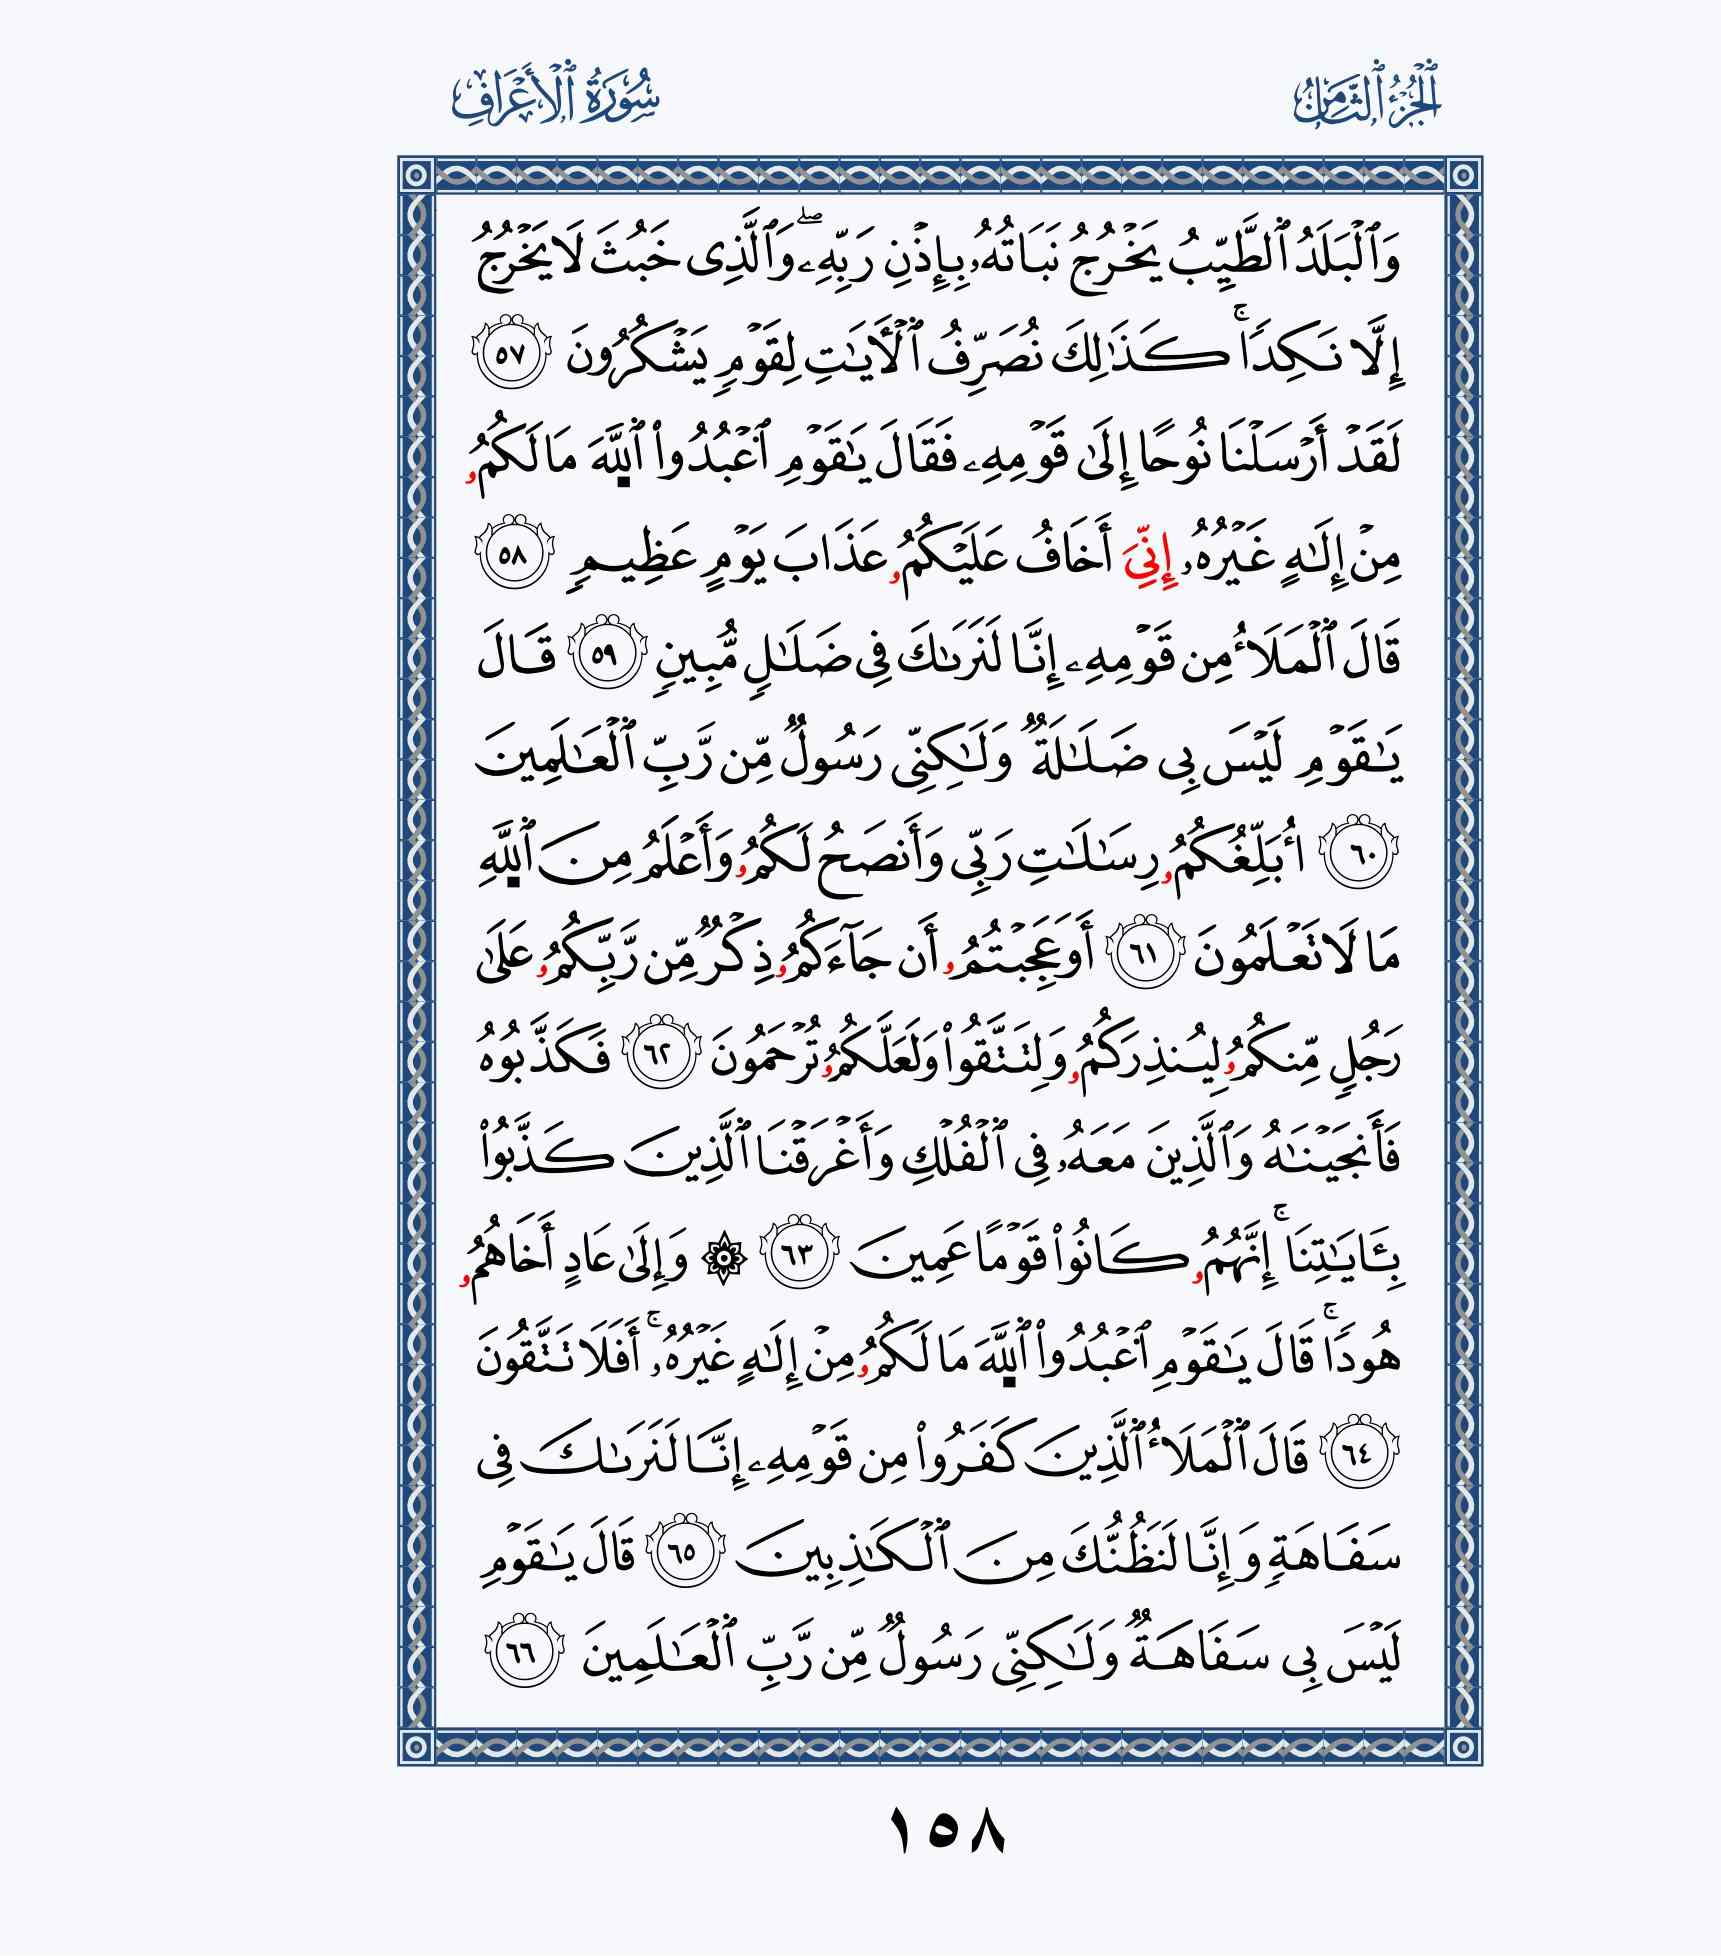 ٱلْجُزْءُ ٱلثَّامِنُ
سُورَةُ ٱلْأَعْرَافِ
وَٱلْبَلَدُ ٱلطَّيِّبُ يَخْرُجُ نَبَاتُهُۥ بِإِذْنِ رَبِّهِۦۖ وَٱلَّذِى خَبُثَ لَا يَخْرُجُ
إِلَّا نَكِدًاۚ كَذَٰلِكَ نُصَرِّفُ ٱلْأَيَٰتِ لِقَوْمٍ يَشْكُرُونَ ٥٧
لَقَدْ أَرْسَلْنَا نُوحًا إِلَىٰ قَوْمِهِۦ فَقَالَ يَٰقَوْمِ ٱعْبُدُوا۟ ٱللَّهَ مَا لَكُمُۥ
مِنْ إِلَٰهٍ غَيْرُهُۥ إِنِّىَ أَخَافُ عَلَيْكُمُۥ عَذَابَ يَوْمٍ عَظِيمٍ ٥٨
قَالَ ٱلْمَلَأُ مِن قَوْمِهِۦ إِنَّا لَنَرَىٰكَ فِى ضَلَٰلٍ مُّبِينٍ ٥٩ قَالَ
يَٰقَوْمِ لَيْسَ بِى ضَلَٰلَةٌ وَلَٰكِنِّى رَسُولٌ مِّن رَّبِّ ٱلْعَٰلَمِينَ
٦٠ أُبَلِّغُكُمُۥ رِسَٰلَٰتِ رَبِّى وَأَنصَحُ لَكُمُۥ وَأَعْلَمُ مِنَ ٱللَّهِ
مَا لَا تَعْلَمُونَ ٦١ أَوَعَجِبْتُمُۥ أَن جَآءَكُمُۥ ذِكْرٌ مِّن رَّبِّكُمُۥ عَلَىٰ
رَجُلٍ مِّنكُمُۥ لِيُنذِرَكُمُۥ وَلِتَتَّقُوا۟ وَلَعَلَّكُمُۥ تُرْحَمُونَ ٦٢ فَكَذَّبُوهُ
فَأَنجَيْنَٰهُ وَٱلَّذِينَ مَعَهُۥ فِى ٱلْفُلْكِ وَأَغْرَقْنَا ٱلَّذِينَ كَذَّبُوا۟
بِـَٔايَٰتِنَاۚ إِنَّهُمُۥ كَانُوا۟ قَوْمًا عَمِينَ ٦٣ ۞ وَإِلَىٰ عَادٍ أَخَاهُمُۥ
هُودًاۚ قَالَ يَٰقَوْمِ ٱعْبُدُوا۟ ٱللَّهَ مَا لَكُمُۥ مِنْ إِلَٰهٍ غَيْرُهُۥۚ أَفَلَا تَتَّقُونَ
٦٤ قَالَ ٱلْمَلَأُ ٱلَّذِينَ كَفَرُوا۟ مِن قَوْمِهِۦ إِنَّا لَنَرَىٰكَ فِى
سَفَاهَةٍ وَإِنَّا لَنَظُنُّكَ مِنَ ٱلْكَٰذِبِينَ ٦٥ قَالَ يَٰقَوْمِ
لَيْسَ بِى سَفَاهَةٌ وَلَٰكِنِّى رَسُولٌ مِّن رَّبِّ ٱلْعَٰلَمِينَ ٦٦
١٥٨